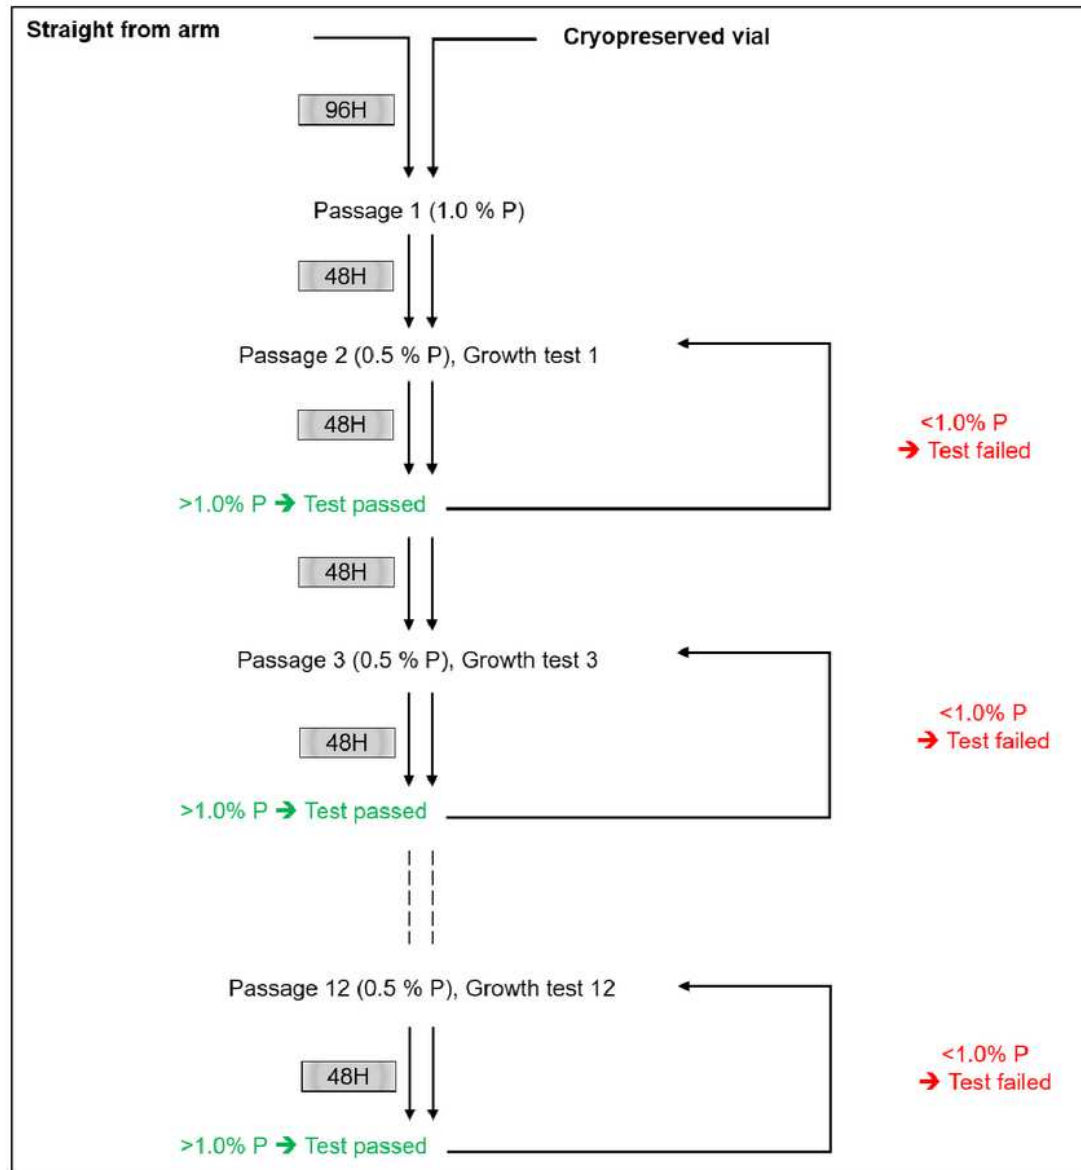 Straight from arm
Cryopreserved vial
96H
Passage 1 (1.0 % P)
48H
Passage 2 (0.5 % P), Growth test 1
48H
<1.0% P
➔ Test failed
>1.0% P ➔ Test passed
48H
Passage 3 (0.5 % P), Growth test 3
48H
<1.0% P
➔ Test failed
>1.0% P ➔ Test passed
Passage 12 (0.5 % P), Growth test 12
48H
<1.0% P
➔ Test failed
>1.0% P ➔ Test passed